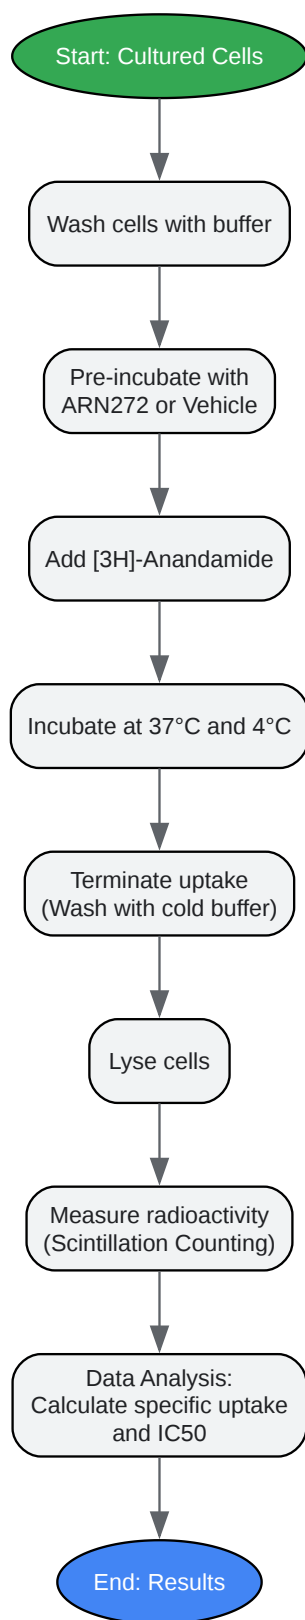 Start: Cultured Cells
Wash cells with buffer
Pre-incubate with
ARN272 or Vehicle
Add [3H]-Anandamide
Incubate at 37°C and 4°C
Terminate uptake
(Wash with cold buffer)
Lyse cells
Measure radioactivity
(Scintillation Counting)
Data Analysis:
Calculate specific uptake
and IC50
End: Results